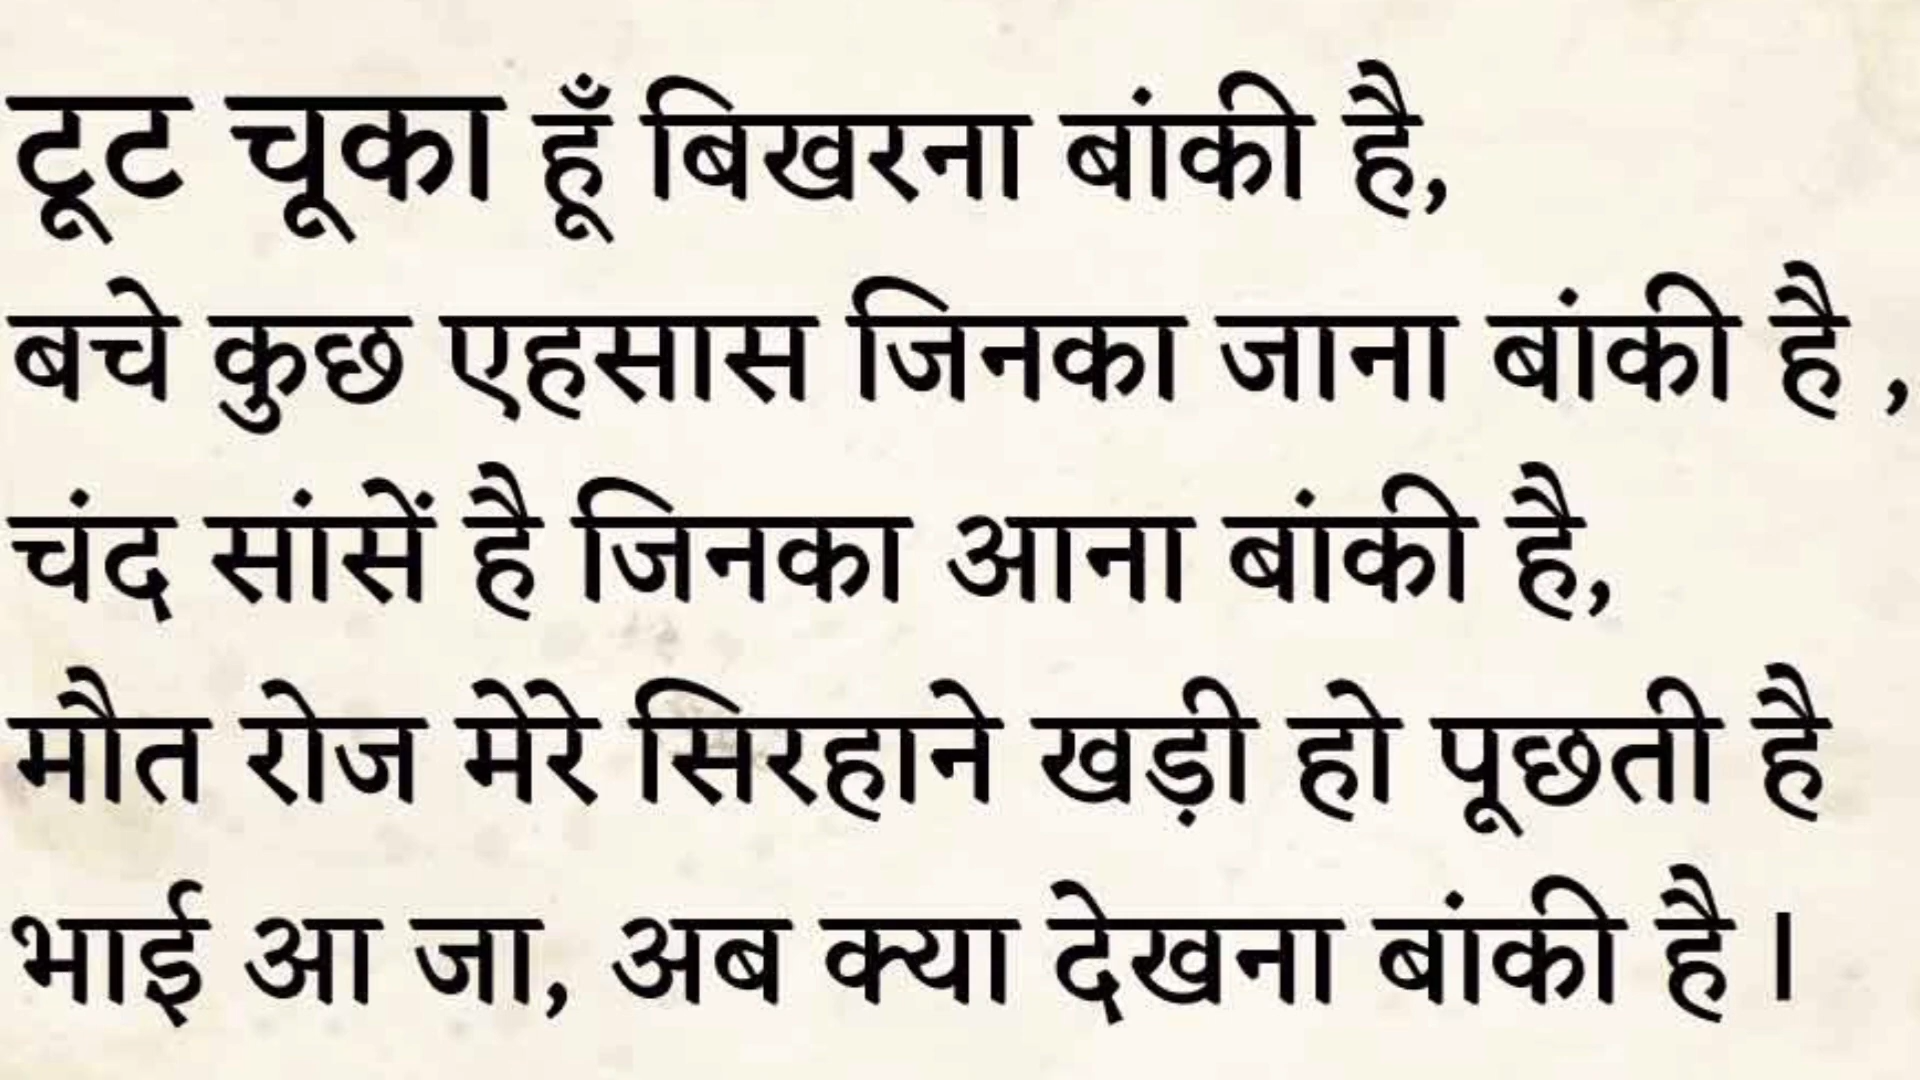 टूट चूका हूँ बिखरना बांकी है,
बचे कुछ एहसास जिनका जाना बांकी है ,
चंद सांसें है जिनका आना बांकी है,
मौत रोज मेरे सिरहाने खड़ी हो पूछती है
भाई आ जा, अब क्या देखना बांकी है ।